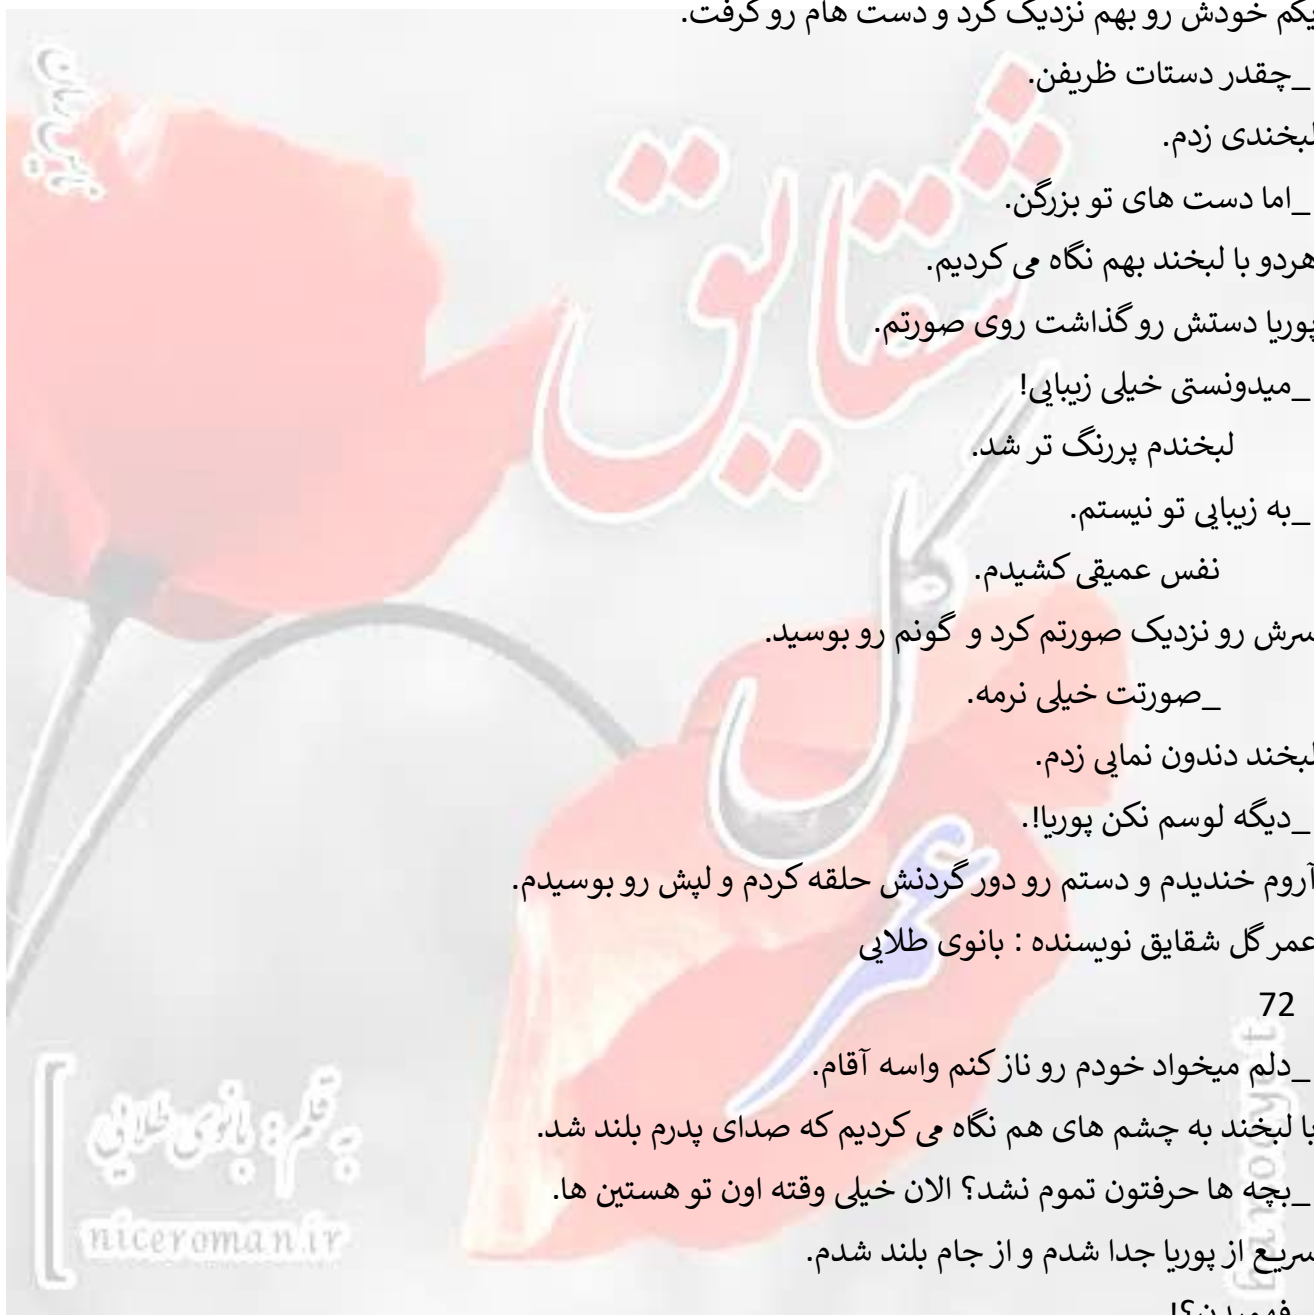 یکم خودش رو بهم نزدیک کرد و دست هام رو گرفت.
_چقدر دستات ظریفن.
لبخندی زدم.
_اما دست های تو بزرگن.
هردو با لبخند بهم نگاه می کردیم.
پوریا دستش رو گذاشت روی صورتم.
_میدونستی خیلی زیبایی!
لبخندم پررنگ تر شد.
_به زیبایی تو نیستم.
نفس عمیقی کشیدم.
سرش رو نزدیک صورتم کرد و گونم رو بوسید.
_صورتت خیلی نرمه.
لبخند دندون نمایی زدم.
_دیگه لوسم نکن پوریا!.
آروم خندیدم و دستم رو دور گردنش حلقه کردم و لپش رو بوسیدم.
عمر گل شقایق نویسنده : بانوی طلایی
72
_دلم میخواد خودم رو ناز کنم واسه آقام.
با لبخند به چشم های هم نگاه می کردیم که صدای پدرم بلند شد.
_بچه ها حرفتون تموم نشد؟ الان خیلی وقته اون تو هستین ها.
سریع از پوریا جدا شدم و از جام بلند شدم.
_فهمیدن؟!
شقایق
گل
عمر
به قلم : بانوی طلایی
niceroman.ir